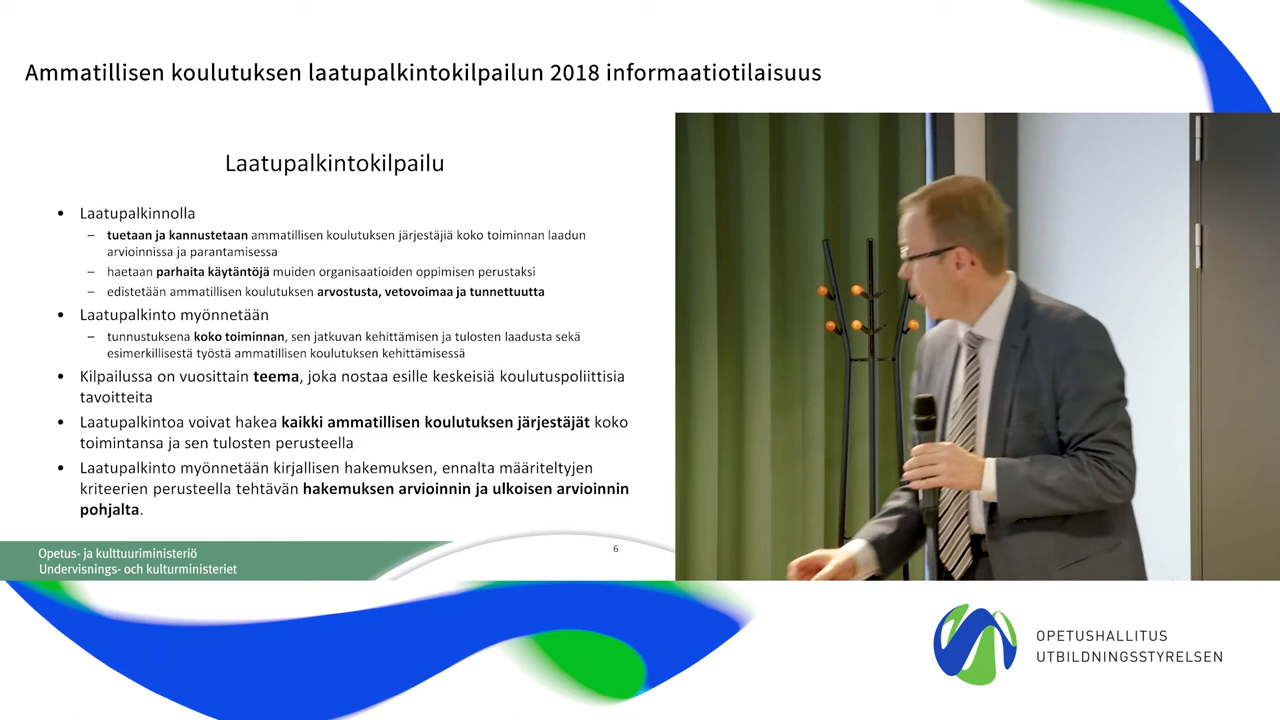 Ammatillisen koulutuksen laatupalkintokilpailun 2018 informaatiotilaisuus
Laatupalkintokilpailu
• Laatupalkinnolla
– tuetaan ja kannustetaan ammatillisen koulutuksen järjestäjiä koko toiminnan laadun
arvioinnissa ja parantamisessa
– haetaan parhaita käytäntöjä muiden organisaatioiden oppimisen perustaksi
– edistetään ammatillisen koulutuksen arvostusta, vetovoimaa ja tunnettuutta
• Laatupalkinto myönnetään
– tunnustuksena koko toiminnan, sen jatkuvan kehittämisen ja tulosten laadusta sekä
esimerkillisestä työstä ammatillisen koulutuksen kehittämisessä
• Kilpailussa on vuosittain teema, joka nostaa esille keskeisiä koulutuspoliittisia
tavoitteita
• Laatupalkintoa voivat hakea kaikki ammatillisen koulutuksen järjestäjät koko
toimintansa ja sen tulosten perusteella
• Laatupalkinto myönnetään kirjallisen hakemuksen, ennalta määriteltyjen
kriteerien perusteella tehtävän hakemuksen arvioinnin ja ulkoisen arvioinnin
pohjalta.
Opetus- ja kulttuuriministeriö
Undervisnings- och kulturministeriet
6
OPETUSHALLITUS
UTBILDNINGSSTYRELSEN